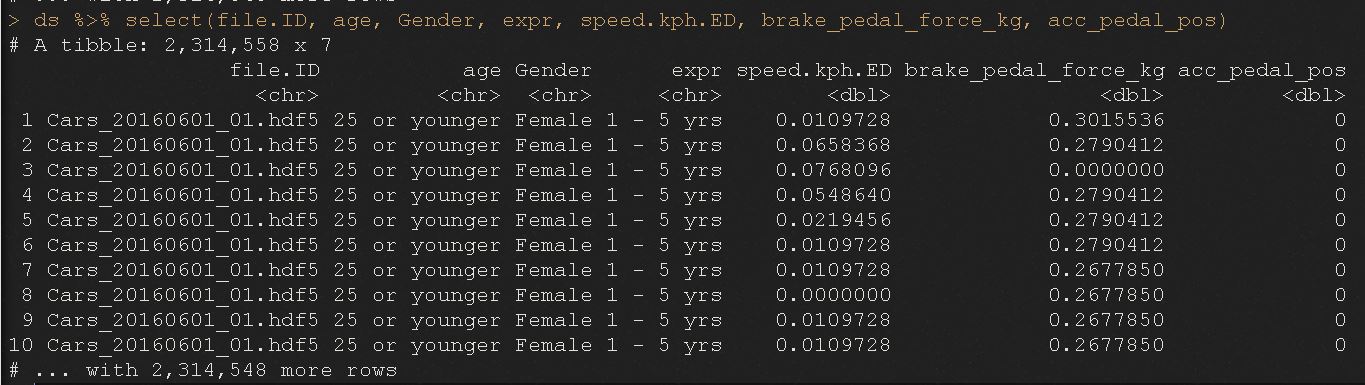 > ds %>% select(file.ID, age, Gender, expr, speed.kph.ED, brake_pedal_force_kg, acc_pedal_pos)
# A tibble: 2,314,558 x 7
file.ID age Gender expr speed.kph.ED brake_pedal_force_kg acc_pedal_pos
<chr> <chr> <chr> <chr> <dbl> <dbl> <dbl>
1 Cars_20160601_01.hdf5 25 or younger Female 1 - 5 yrs 0.0109728 0.3015536 0
2 Cars_20160601_01.hdf5 25 or younger Female 1 - 5 yrs 0.0658368 0.2790412 0
3 Cars_20160601_01.hdf5 25 or younger Female 1 - 5 yrs 0.0768096 0.0000000 0
4 Cars_20160601_01.hdf5 25 or younger Female 1 - 5 yrs 0.0548640 0.2790412 0
5 Cars_20160601_01.hdf5 25 or younger Female 1 - 5 yrs 0.0219456 0.2790412 0
6 Cars_20160601_01.hdf5 25 or younger Female 1 - 5 yrs 0.0109728 0.2790412 0
7 Cars_20160601_01.hdf5 25 or younger Female 1 - 5 yrs 0.0109728 0.2677850 0
8 Cars_20160601_01.hdf5 25 or younger Female 1 - 5 yrs 0.0000000 0.2677850 0
9 Cars_20160601_01.hdf5 25 or younger Female 1 - 5 yrs 0.0109728 0.2677850 0
10 Cars_20160601_01.hdf5 25 or younger Female 1 - 5 yrs 0.0109728 0.2677850 0
# ... with 2,314,548 more rows